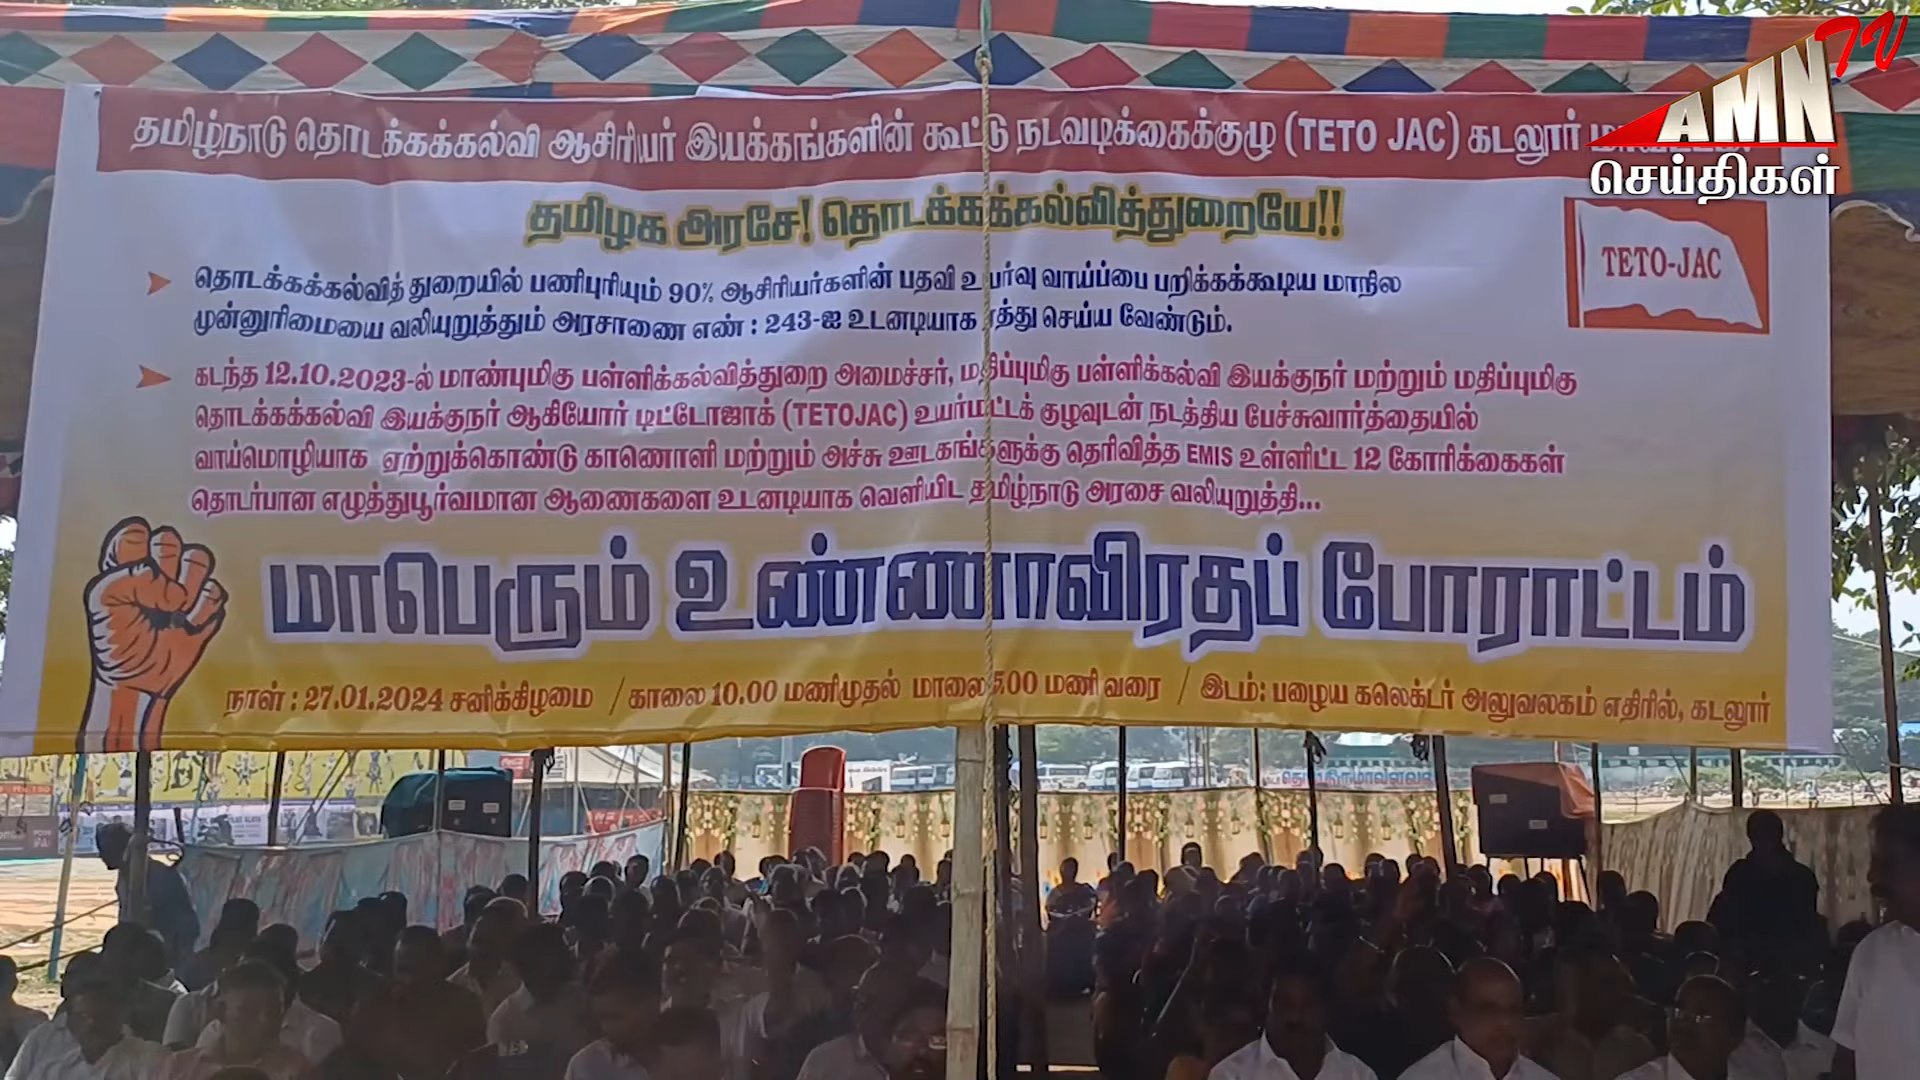 தமிழ்நாடு தொடக்கக்கல்வி ஆசிரியர் இயக்கங்களின் கூட்டு நடவடிக்கைக்குழு (TETO JAC) கடலூர்
AMN TV
செய்திகள்
தமிழக அரசே! தொடக்கக்கல்வித்துறையே!!
TETO-JAC
தொடக்கக்கல்வித் துறையில் பணிபுரியும் 90% ஆசிரியர்களின் பதவி உயர்வு வாய்ப்பை பறிக்கக்கூடிய மாநில
முன்னுரிமையை வலியுறுத்தும் அரசாணை எண் : 243-ஐ உடனடியாக ரத்து செய்ய வேண்டும்.
கடந்த 12.10.2023-ல் மாண்புமிகு பள்ளிக்கல்வித்துறை அமைச்சர், மதிப்புமிகு பள்ளிக்கல்வி இயக்குநர் மற்றும் மதிப்புமிகு
தொடக்கக்கல்வி இயக்குநர் ஆகியோர் டிட்டோஜாக் (TETOJAC) உயர்மட்டக் குழுவுடன் நடத்திய பேச்சுவார்த்தையில்
வாய்மொழியாக ஏற்றுக்கொண்டு காணொளி மற்றும் அச்சு ஊடகங்களுக்கு தெரிவித்த EMIS உள்ளிட்ட 12 கோரிக்கைகள்
தொடர்பான எழுத்துபூர்வமான ஆணைகளை உடனடியாக வெளியிட தமிழ்நாடு அரசை வலியுறுத்தி...
மாபெரும் உண்ணாவிரதப் போராட்டம்
நாள் : 27.01.2024 சனிக்கிழமை / காலை 10.00 மணிமுதல் மாலை 5.00 மணி வரை / இடம்: பழைய கலெக்டர் அலுவலகம் எதிரில், கடலூர்